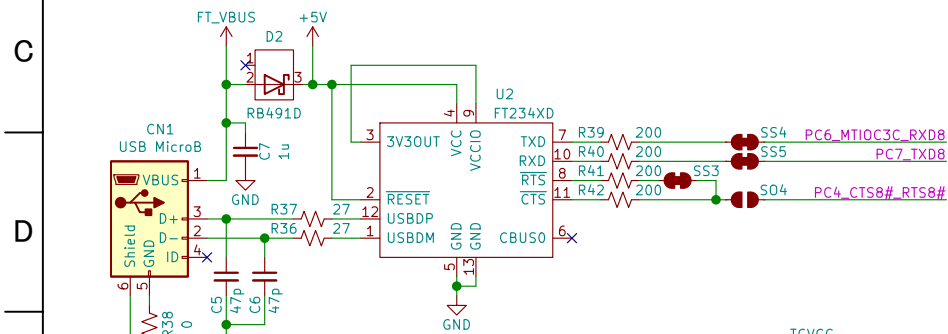 FT_VBUS
+5V
C
D2
1
2
3
RB491D
U2
FT234XD
CN1
USB MicroB
C7
1u
GND
VBUS
1
D+
3
D-
2
ID
4
Shield
GND
6
5
R37
27
R36
27
C5
47p
C6
47p
R38
0
D
3
3V3OUT
4
VCC
9
VCCIO
2
RESET
12
USBDP
1
USBDM
GND
GND
5
13
GND
TXD
7
R39
200
SS4
PC6_MTIOC3C_RXD8
RXD
10
R40
200
SS5
PC7_TXD8
RTS
8
R41
200
SS3
CTS
11
R42
200
SO4
PC4_CTS8#_RTS8#
CBUS0
6